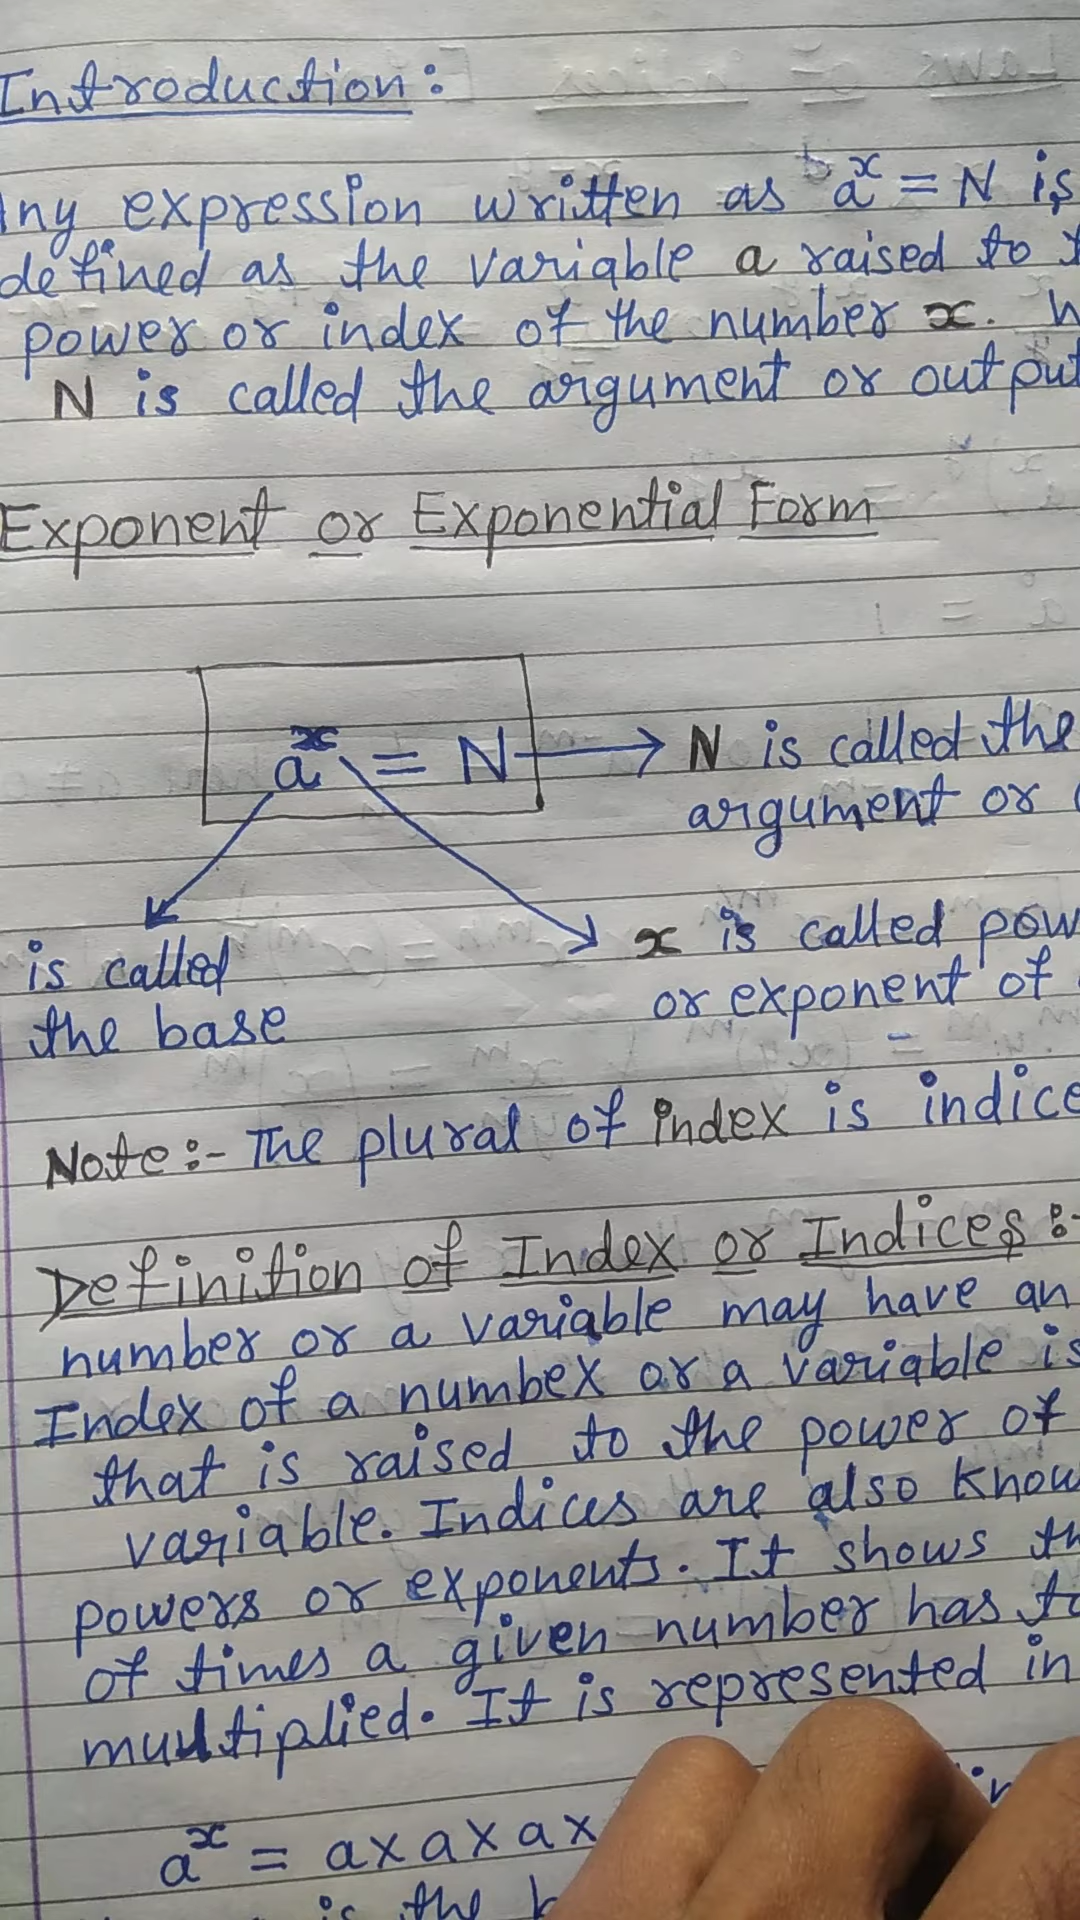 Introduction:
Any expression written as aˣ = N is
defined as the variable a raised to
power or index of the number x.
N is called the argument or output
Exponent or Exponential Form
aˣ = N → N is called the
argument or
is called
the base
x is called
or exponent of
Note:- The plural of index is
Definition of Index or Indices:-
number or a variable may have an
Index of a number or a variable is
that is raised to the power of
variable. Indices are also
powers or exponents. It shows
of times a given number has
multiplied. It is represented in
aˣ = a x a x a x
is the